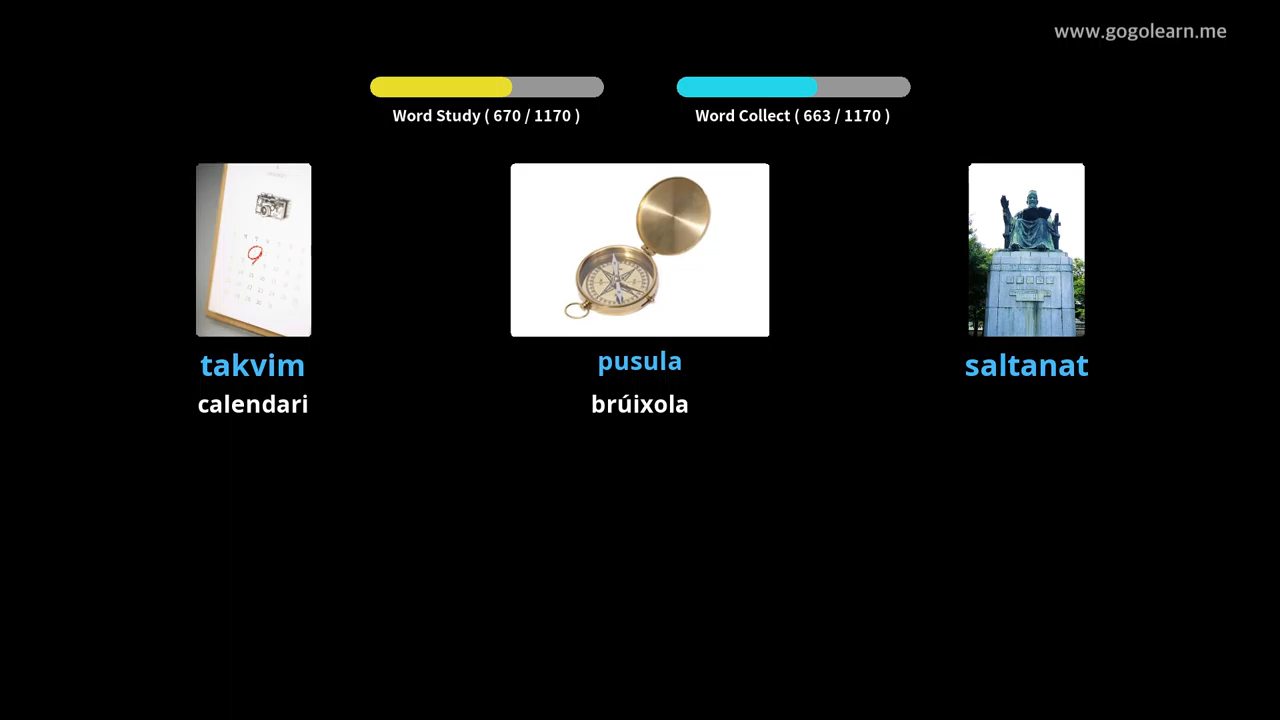 www.gogolearn.me
Word Study ( 670 / 1170 )
Word Collect ( 663 / 1170 )
takvim
calendari
pusula
brúixola
saltanat